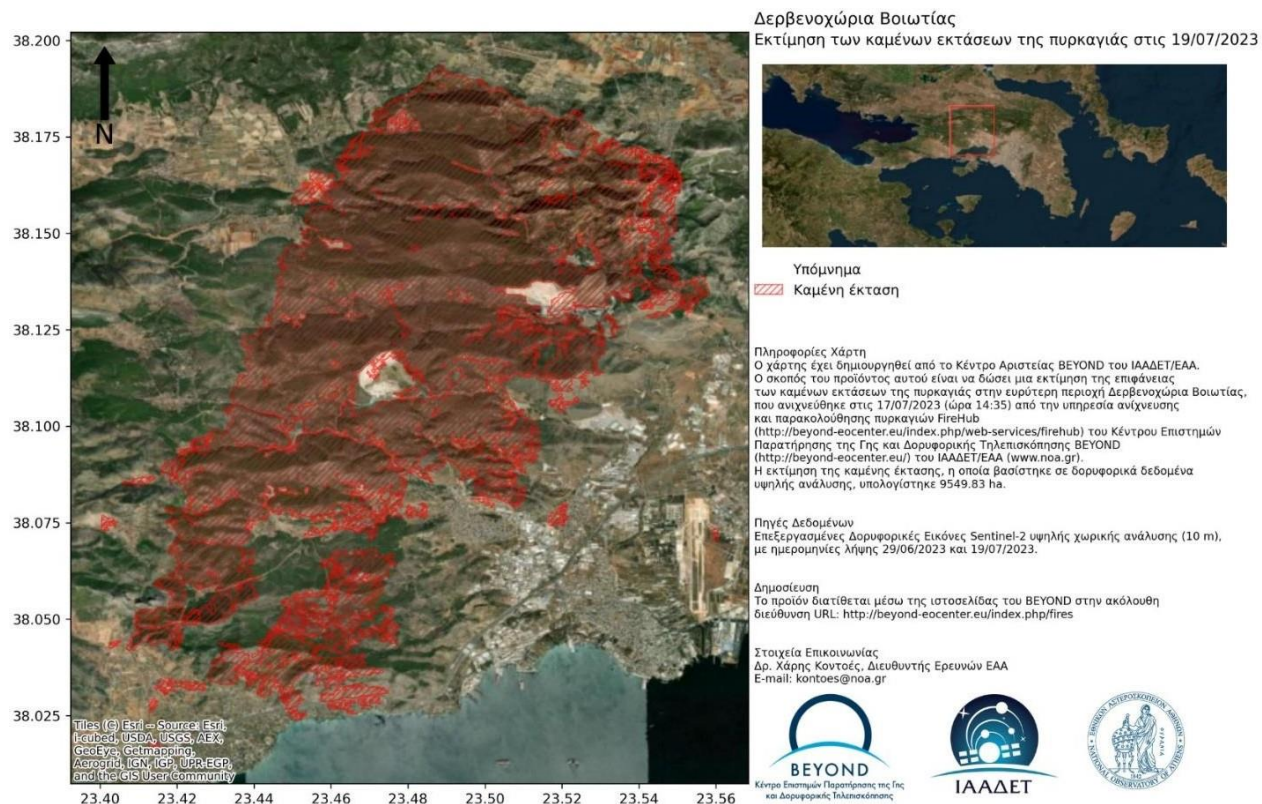 Δερβενοχώρια Βοιωτίας
Εκτίμηση των καμένων εκτάσεων της πυρκαγιάς στις 19/07/2023
38.200
38.175
38.150
38.125
38.100
38.075
38.050
38.025
N
Tiles (C) Esri -- Source: Esri,
i-cubed, USDA, USGS, AEX,
GeoEye, Getmapping,
Aerogrid, IGN, IGP, UPR-EGP,
and the GIS User Community
23.40
23.42
23.44
23.46
23.48
23.50
23.52
23.54
23.56
Υπόμνημα
Καμένη έκταση
Πληροφορίες Χάρτη
Ο χάρτης έχει δημιουργηθεί από το Κέντρο Αριστείας BEYOND του ΙΑΑΔΕΤ/ΕΑΑ.
Ο σκοπός του προϊόντος αυτού είναι να δώσει μια εκτίμηση της επιφάνειας
των καμένων εκτάσεων της πυρκαγιάς στην ευρύτερη περιοχή Δερβενοχώρια Βοιωτίας,
που ανιχνεύθηκε στις 17/07/2023 (ώρα 14:35) από την υπηρεσία ανίχνευσης
και παρακολούθησης πυρκαγιών FireHub
(http://beyond-eocenter.eu/index.php/web-services/firehub) του Κέντρου Επιστημών
Παρατήρησης της Γης και Δορυφορικής Τηλεπισκόπησης BEYOND
(http://beyond-eocenter.eu/) του ΙΑΑΔΕΤ/ΕΑΑ (www.noa.gr).
Η εκτίμηση της καμένης έκτασης, η οποία βασίστηκε σε δορυφορικά δεδομένα
υψηλής ανάλυσης, υπολογίστηκε 9549.83 ha.
Πηγές Δεδομένων
Επεξεργασμένες Δορυφορικές Εικόνες Sentinel-2 υψηλής χωρικής ανάλυσης (10 m),
με ημερομηνίες λήψης 29/06/2023 και 19/07/2023.
Δημοσίευση
Το προϊόν διατίθεται μέσω της ιστοσελίδας του BEYOND στην ακόλουθη
διεύθυνση URL: http://beyond-eocenter.eu/index.php/fires
Στοιχεία Επικοινωνίας
Δρ. Χάρης Κοντοές, Διευθυντής Ερευνών ΕΑΑ
E-mail: kontoes@noa.gr
BEYOND
Κέντρο Επιστημών Παρατήρησης της Γης
και Δορυφορικής Τηλεπισκόπησης
ΙΑΑΔΕΤ
ΕΘΝΙΚΟΝ ΑΣΤΕΡΟΣΚΟΠΕΙΟΝ ΑΘΗΝΩΝ
NATIONAL OBSERVATORY OF ATHENS